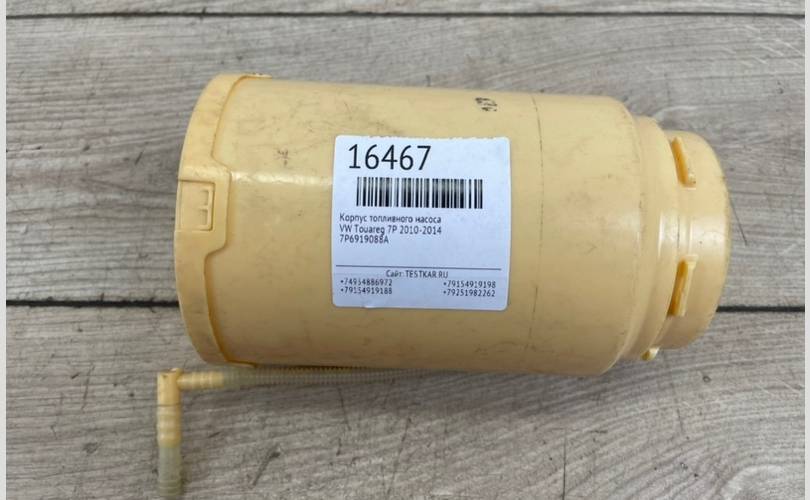 16467
Корпус топливного насоса
VW Touareg 7P 2010-2014
7P6919088A
Сайт: TESTKAR.RU
+74954886972 +79154919198
+79154919188 +79251982262